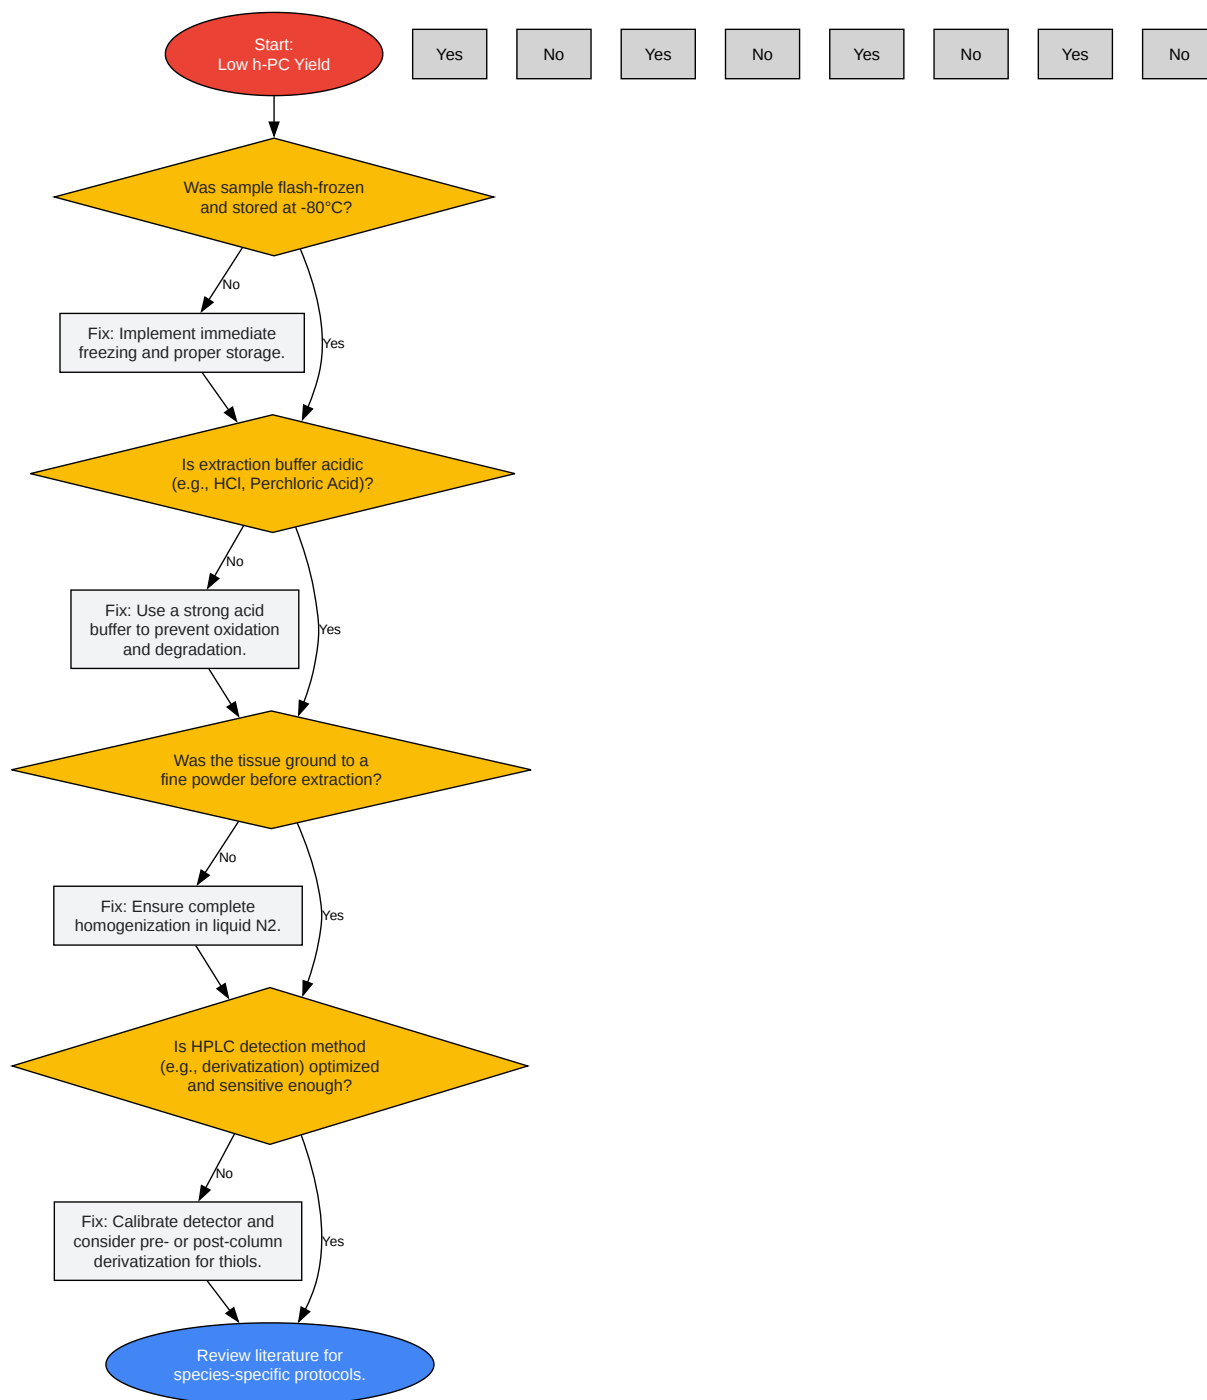 Start:
Low h-PC Yield
Yes
No
Yes
No
Yes
No
Yes
No
Was sample flash-frozen
and stored at -80°C?
No
Fix: Implement immediate
freezing and proper storage.
Yes
Is extraction buffer acidic
(e.g., HCl, Perchloric Acid)?
No
Fix: Use a strong acid
buffer to prevent oxidation
and degradation.
Yes
Was the tissue ground to a
fine powder before extraction?
No
Fix: Ensure complete
homogenization in liquid N2.
Yes
Is HPLC detection method
(e.g., derivatization) optimized
and sensitive enough?
No
Fix: Calibrate detector and
consider pre- or post-column
derivatization for thiols.
Yes
Review literature for
species-specific protocols.